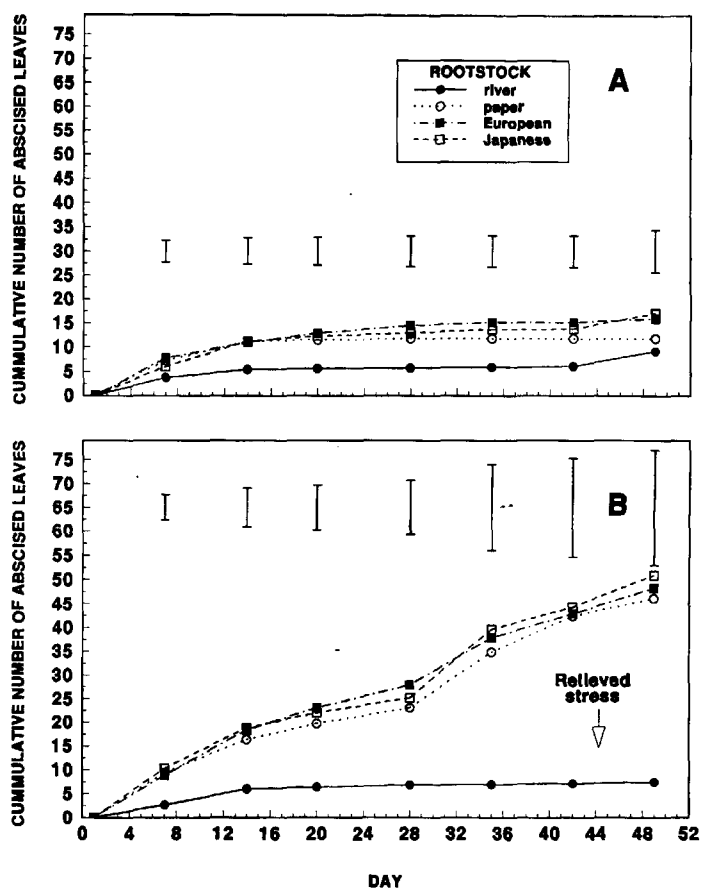 CUMMULATIVE NUMBER OF ABSCISED LEAVES
75
70
65
60
55
50
45
40
35
30
25
20
15
10
5
0
ROOTSTOCK
river
paper
European
Japanese
A
CUMMULATIVE NUMBER OF ABSCISED LEAVES
75
70
65
60
55
50
45
40
35
30
25
20
15
10
5
0
B
Relieved
stress
0 4 8 12 16 20 24 28 32 36 40 44 48 52
DAY